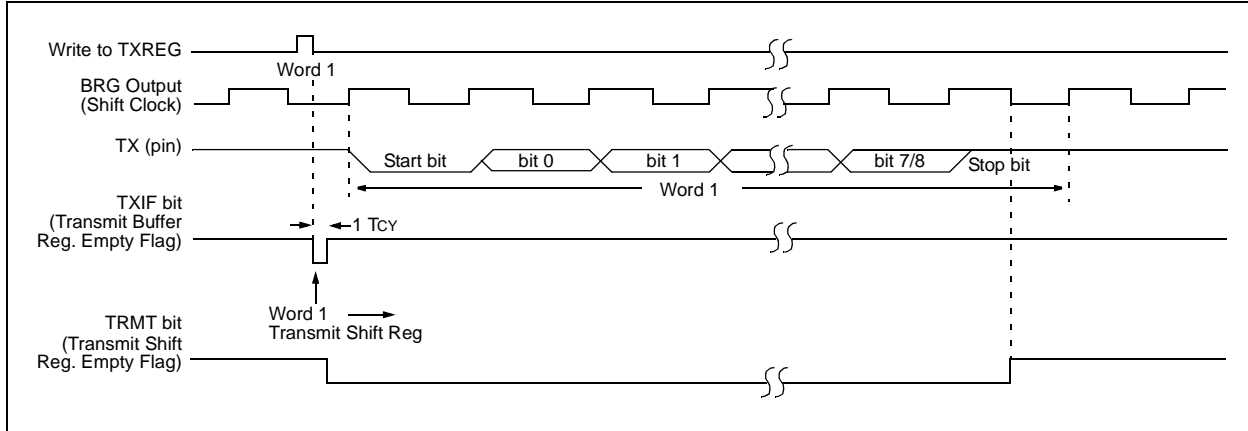 Write to TXREG
Word 1
BRG Output
(Shift Clock)
TX (pin)
Start bit
bit 0
bit 1
bit 7/8
Stop bit
Word 1
TXIF bit
(Transmit Buffer
Reg. Empty Flag)
1 TCY
Word 1
Transmit Shift Reg
TRMT bit
(Transmit Shift
Reg. Empty Flag)